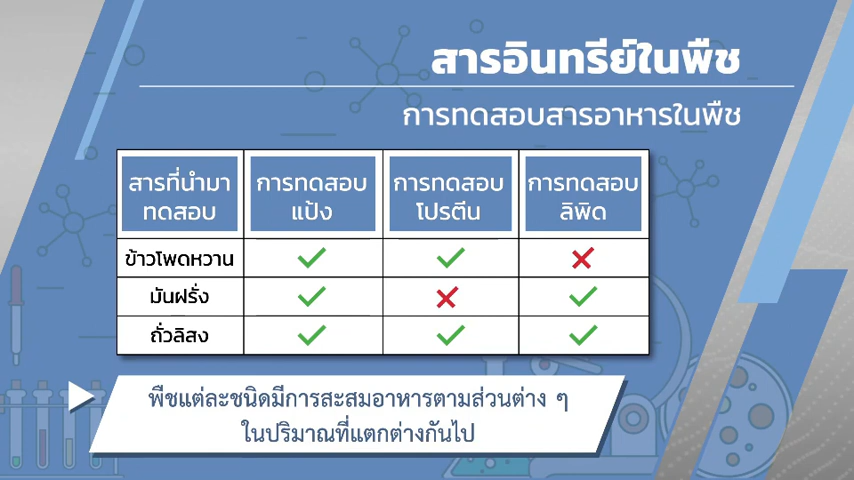 สารอินทรีย์ในพืช
การทดสอบสารอาหารในพืช
สารที่นำมา
ทดสอบ
การทดสอบ
แป้ง
การทดสอบ
โปรตีน
การทดสอบ
ลิพิด
ข้าวโพดหวาน
มันฝรั่ง
ถั่วลิสง
พืชแต่ละชนิดมีการสะสมอาหารตามส่วนต่าง ๆ
ในปริมาณที่แตกต่างกันไป